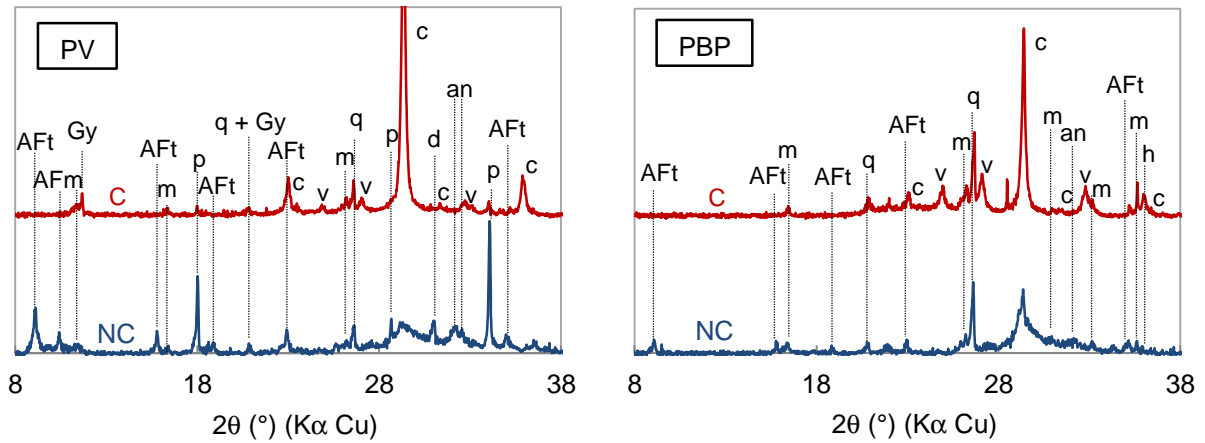 PV
c
an
AFt
Gy
AFm
AFt
m
p
AFt
q + Gy
AFt
c
v
m
q
v
p
d
c
v
p
AFt
c
C
NC
8
18
28
38
2θ (°) (Kα Cu)
PBP
c
AFt
AFt
m
AFt
q
AFt
c
v
m
q
v
m
an
c
v
m
AFt
m
h
c
C
NC
8
18
28
38
2θ (°) (Kα Cu)